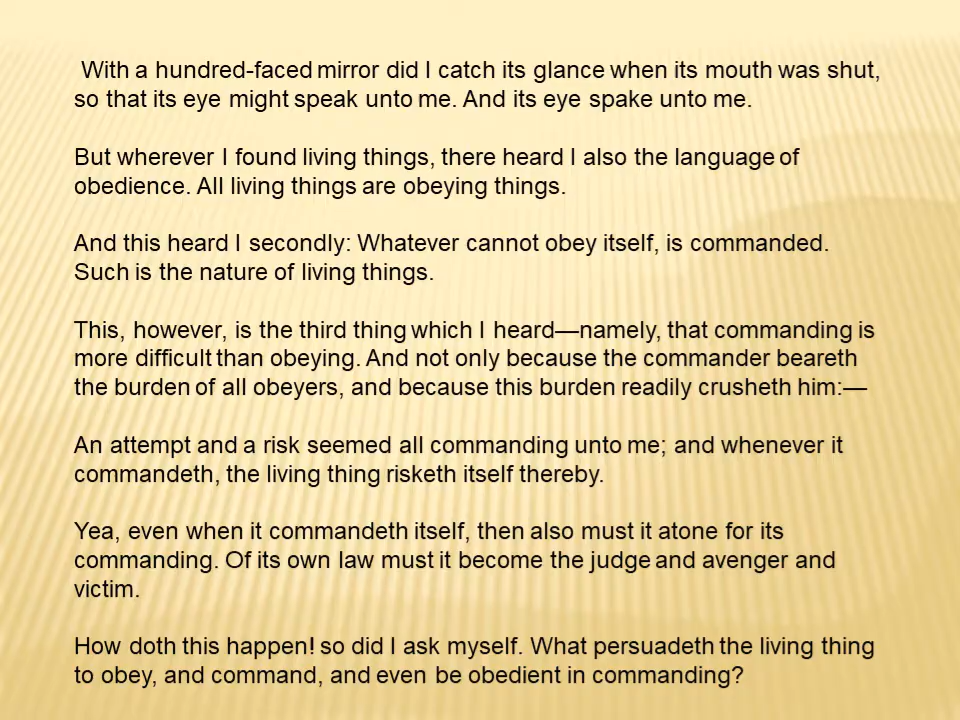 With a hundred-faced mirror did I catch its glance when its mouth was shut,
so that its eye might speak unto me. And its eye spake unto me.
But wherever I found living things, there heard I also the language of
obedience. All living things are obeying things.
And this heard I secondly: Whatever cannot obey itself, is commanded.
Such is the nature of living things.
This, however, is the third thing which I heard—namely, that commanding is
more difficult than obeying. And not only because the commander beareth
the burden of all obeyers, and because this burden readily crusheth him:—
An attempt and a risk seemed all commanding unto me; and whenever it
commandeth, the living thing risketh itself thereby.
Yea, even when it commandeth itself, then also must it atone for its
commanding. Of its own law must it become the judge and avenger and
victim.
How doth this happen! so did I ask myself. What persuadeth the living thing
to obey, and command, and even be obedient in commanding?